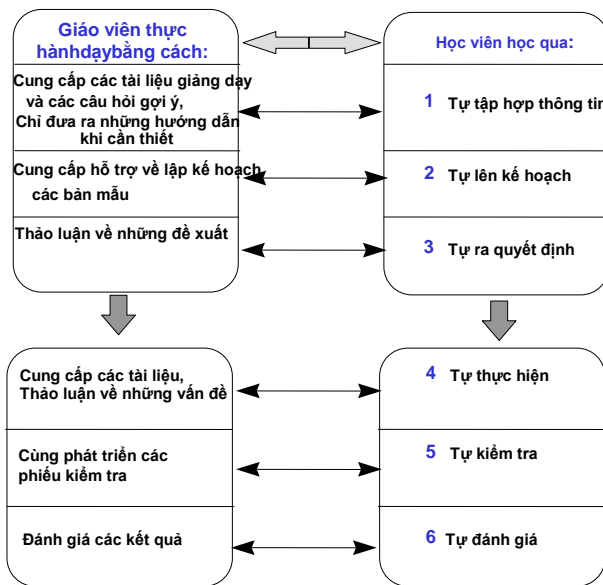 Giáo viên thực
hànhdạybằng cách:
Cung cấp các tài liệu giảng dạy
và các câu hỏi gợi ý,
Chỉ đưa ra những hướng dẫn
khi cần thiết
Cung cấp hỗ trợ về lập kế hoạch,
các bản mẫu
Thảo luận về những đề xuất
Học viên học qua:
1 Tự tập hợp thông tin
2 Tự lên kế hoạch
3 Tự ra quyết định
Cung cấp các tài liệu,
Thảo luận về những vấn đề
Cùng phát triển các
phiếu kiểm tra
Đánh giá các kết quả
4 Tự thực hiện
5 Tự kiểm tra
6 Tự đánh giá